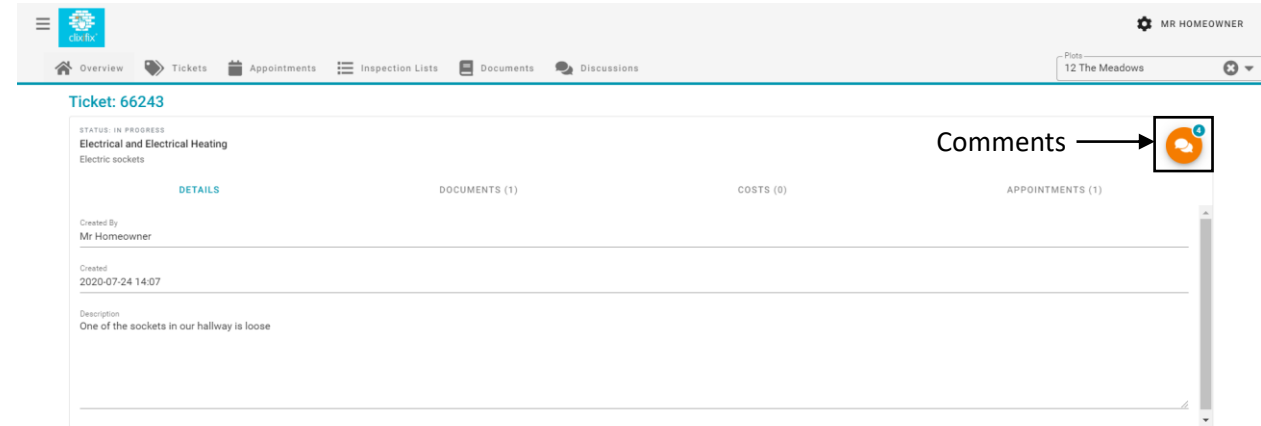 clix fix
MR HOMEOWNER
Overview
Tickets
Appointments
Inspection Lists
Documents
Discussions
Plots
12 The Meadows
Ticket: 66243
STATUS: IN PROGRESS
Electrical and Electrical Heating
Electric sockets
Comments
4
DETAILS
DOCUMENTS (1)
COSTS (0)
APPOINTMENTS (1)
Created By
Mr Homeowner
Created
2020-07-24 14:07
Description
One of the sockets in our hallway is loose